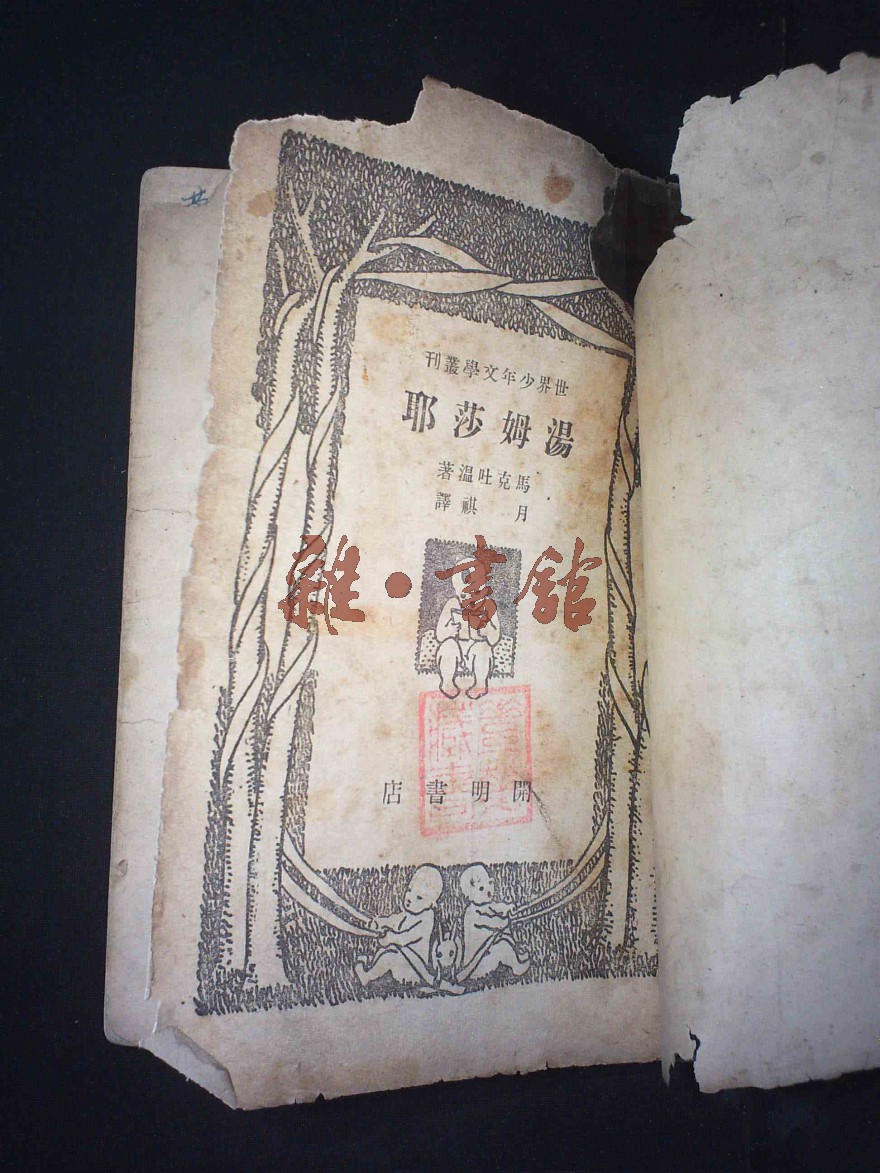 世界少年文學叢刊
湯姆莎耶
馬克吐溫著
月祺譯
雜·書舘
開明書店